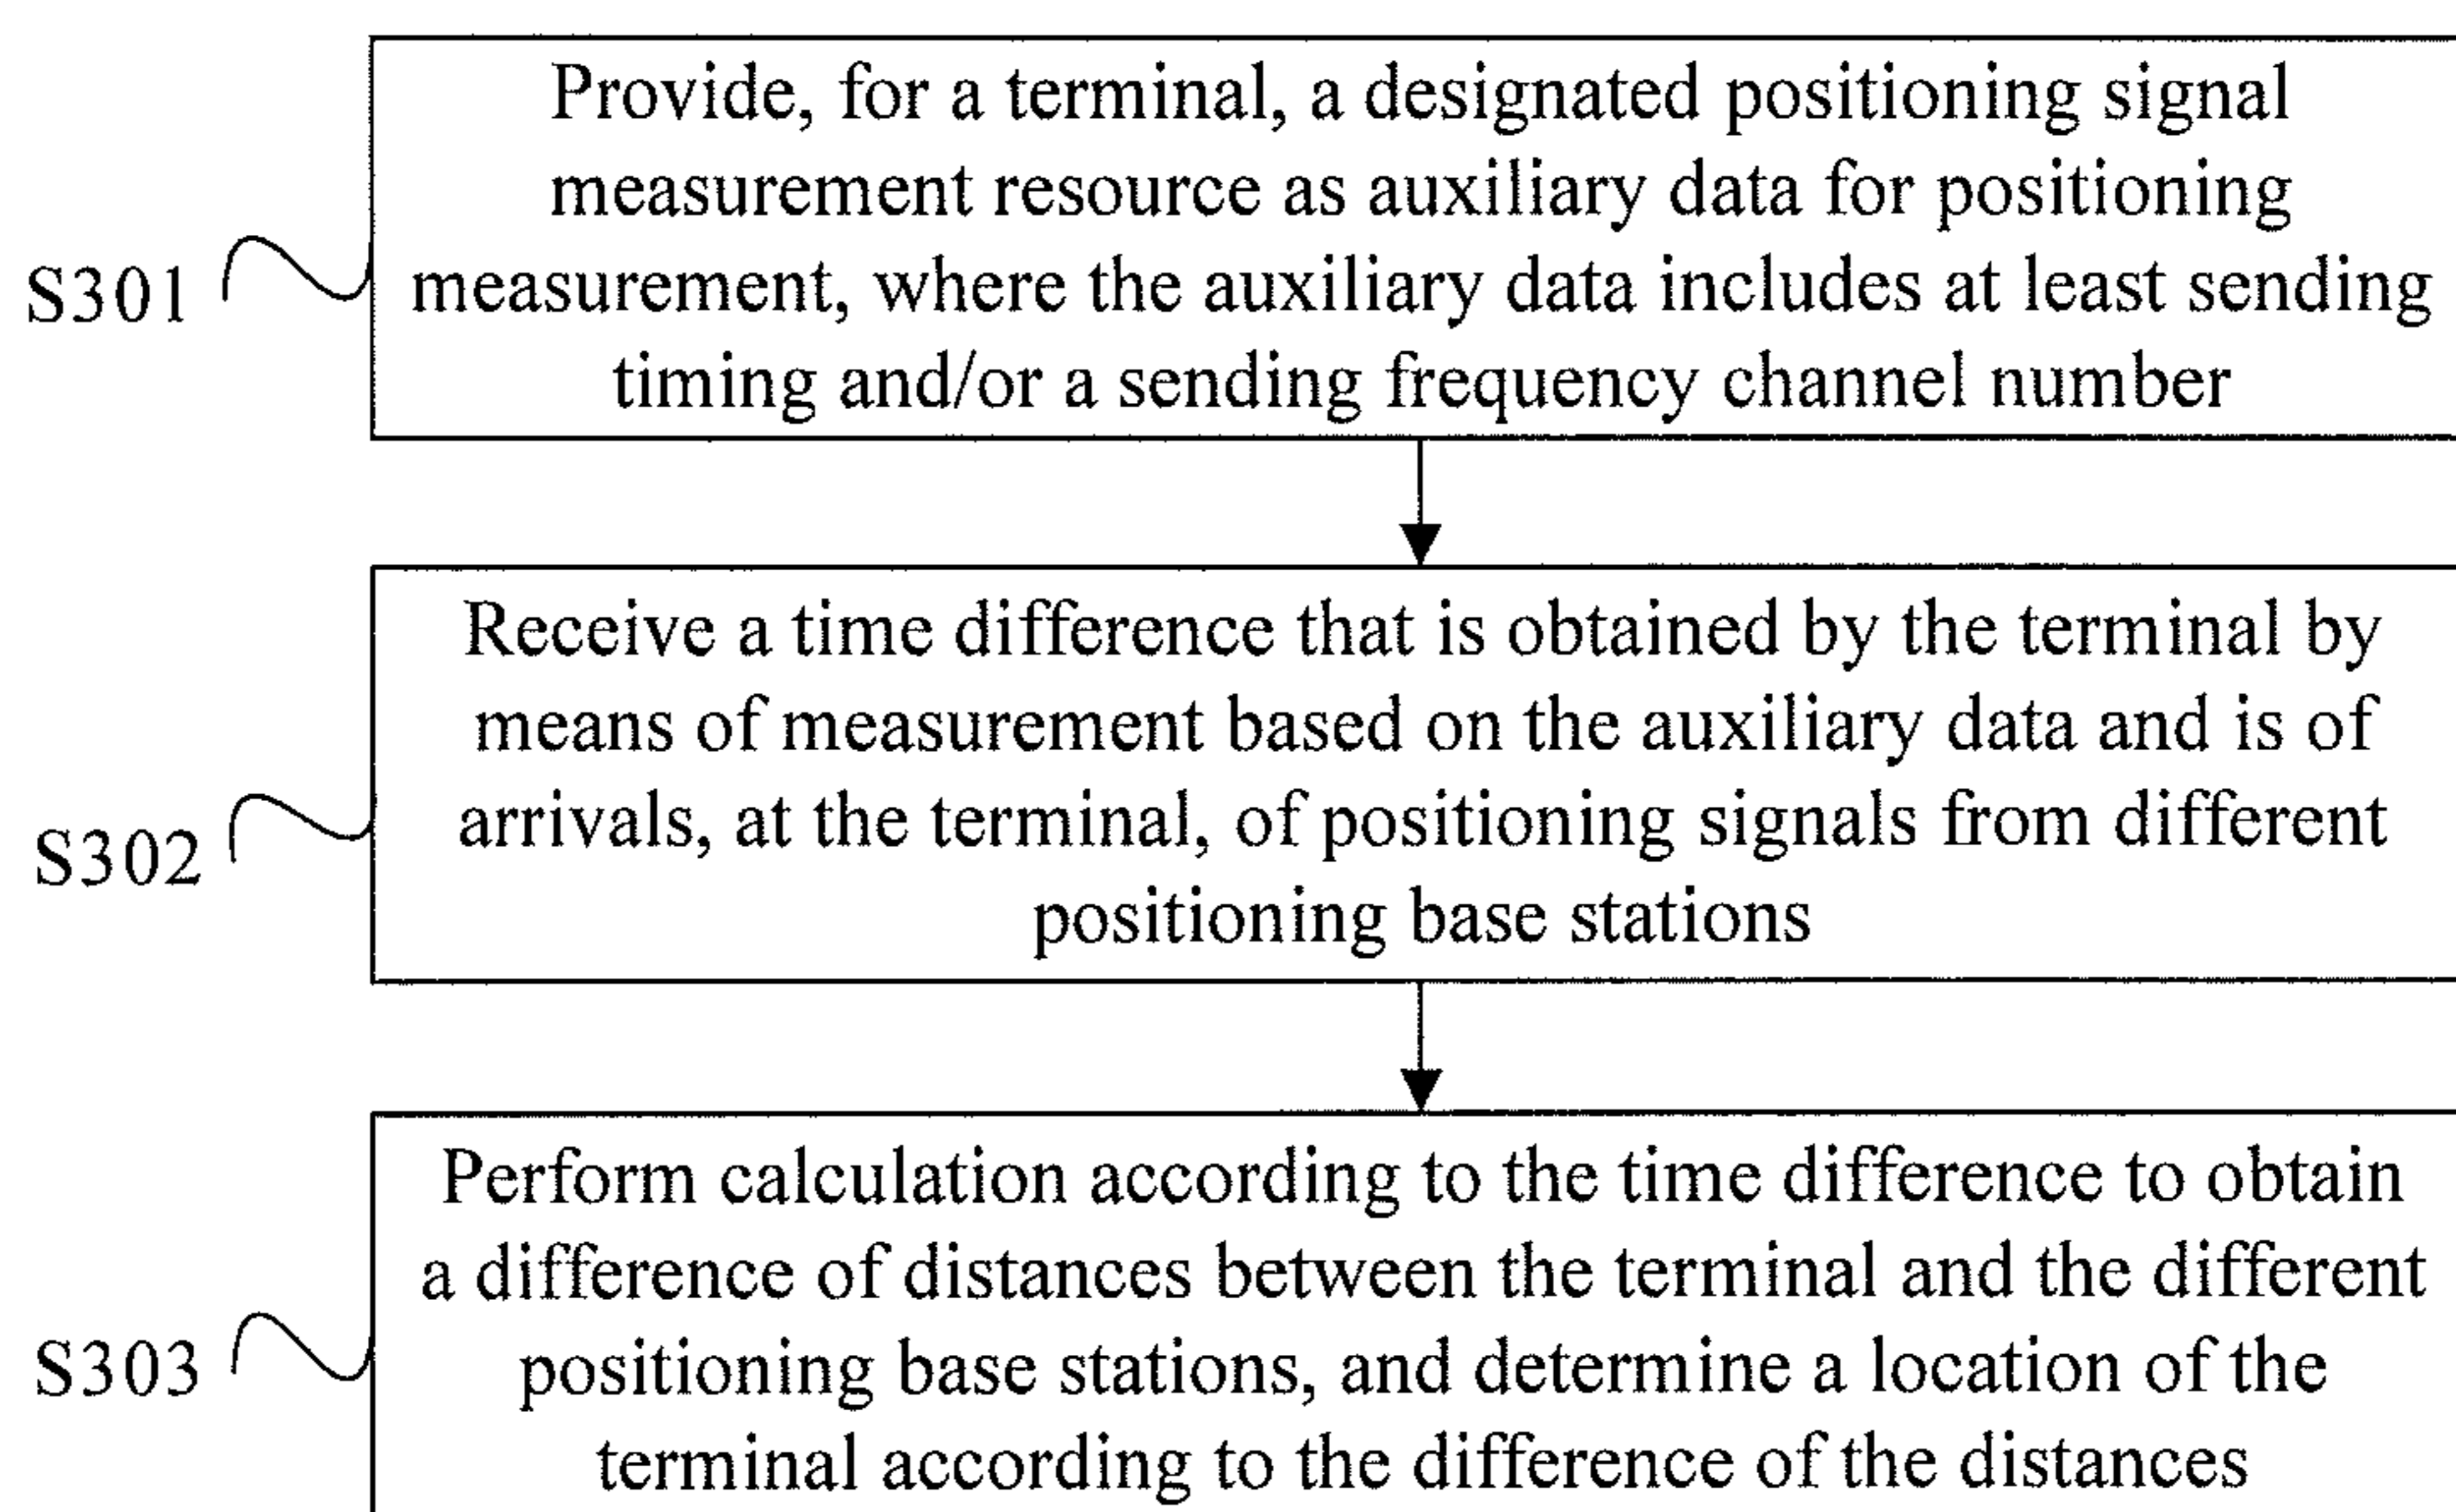 Provide, for a terminal, a designated positioning signal
measurement resource as auxiliary data for positioning
measurement, where the auxiliary data includes at least sending
timing and/or a sending frequency channel number
S301
Receive a time difference that is obtained by the terminal by
means of measurement based on the auxiliary data and is of
arrivals, at the terminal, of positioning signals from different
positioning base stations
S302
Perform calculation according to the time difference to obtain
a difference of distances between the terminal and the different
positioning base stations, and determine a location of the
terminal according to the difference of the distances
S303